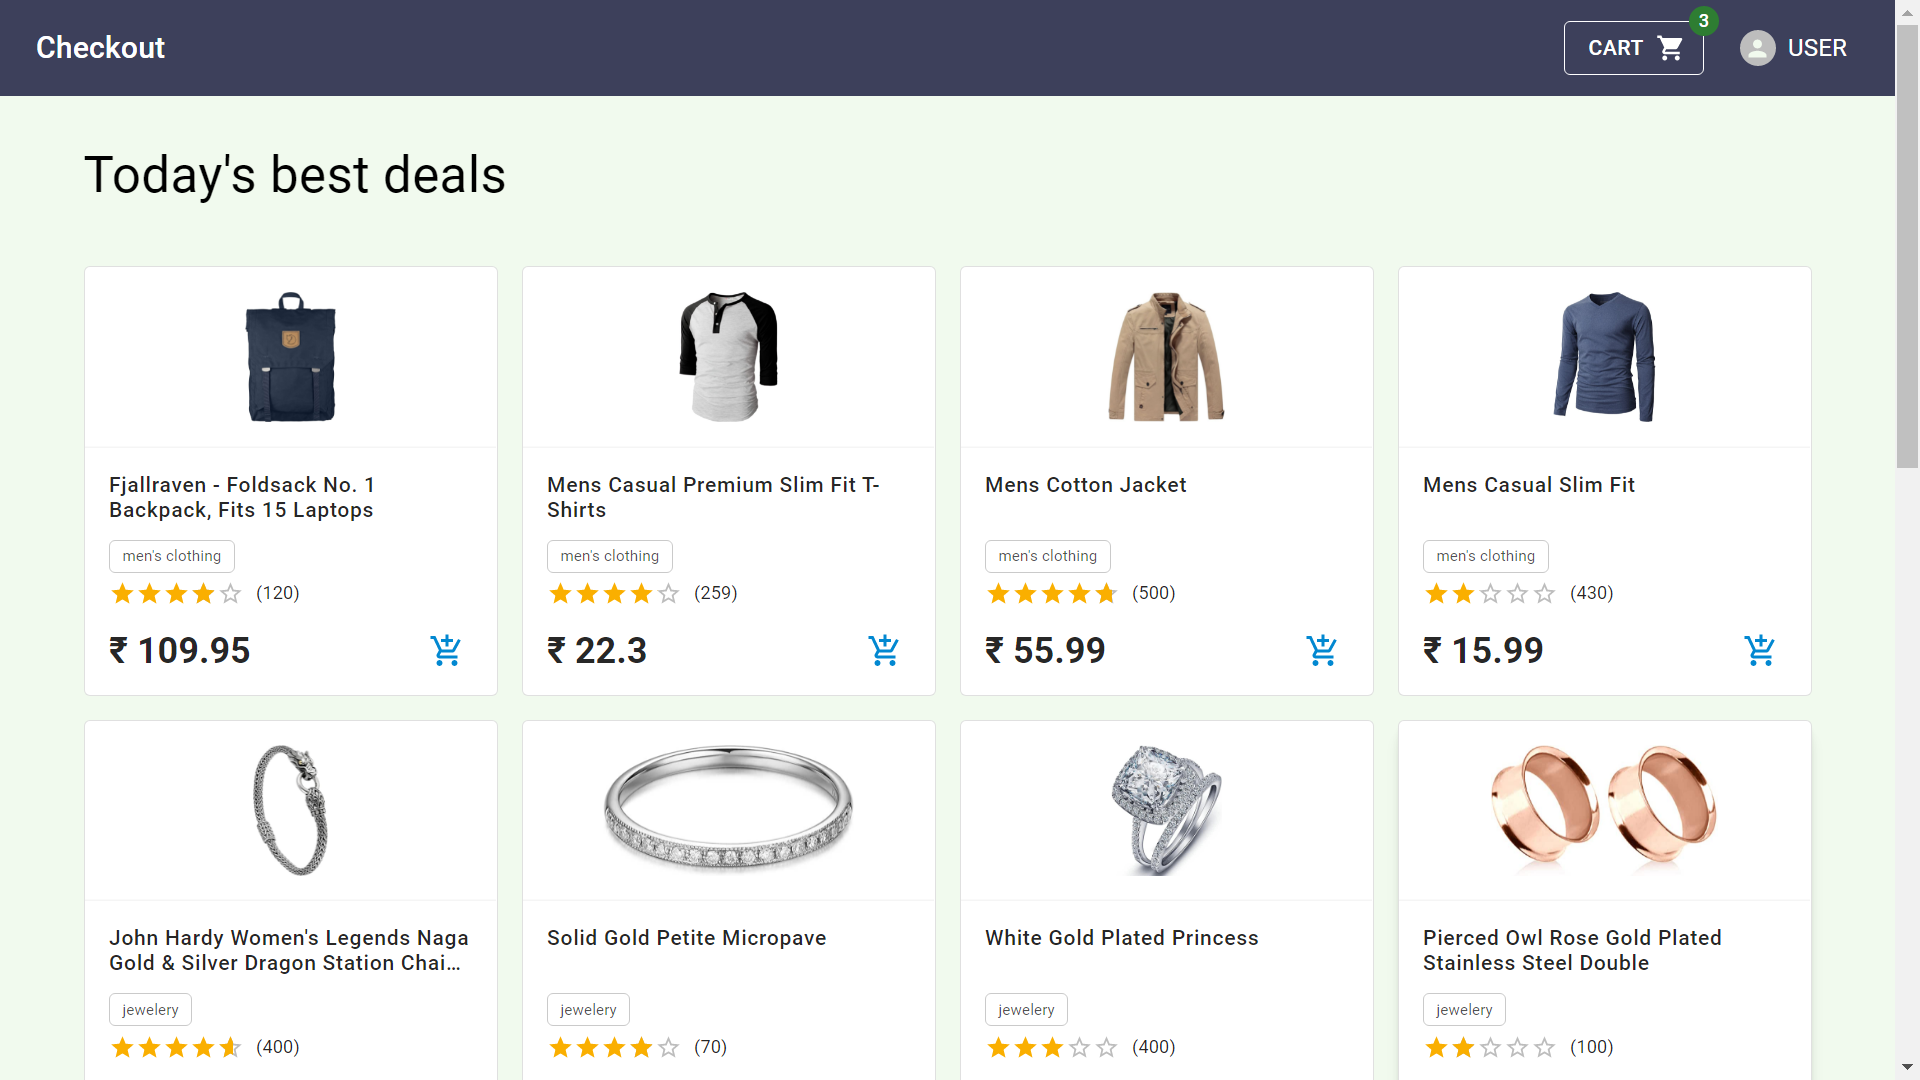 Checkout
CART
3
USER
Today's best deals
Fjallraven - Foldsack No. 1
Backpack, Fits 15 Laptops
men's clothing
(120)
₹ 109.95
Mens Casual Premium Slim Fit T-
Shirts
men's clothing
(259)
₹ 22.3
Mens Cotton Jacket
men's clothing
(500)
₹ 55.99
Mens Casual Slim Fit
men's clothing
(430)
₹ 15.99
John Hardy Women's Legends Naga
Gold & Silver Dragon Station Chai...
jewelery
(400)
Solid Gold Petite Micropave
jewelery
(70)
White Gold Plated Princess
jewelery
(400)
Pierced Owl Rose Gold Plated
Stainless Steel Double
jewelery
(100)